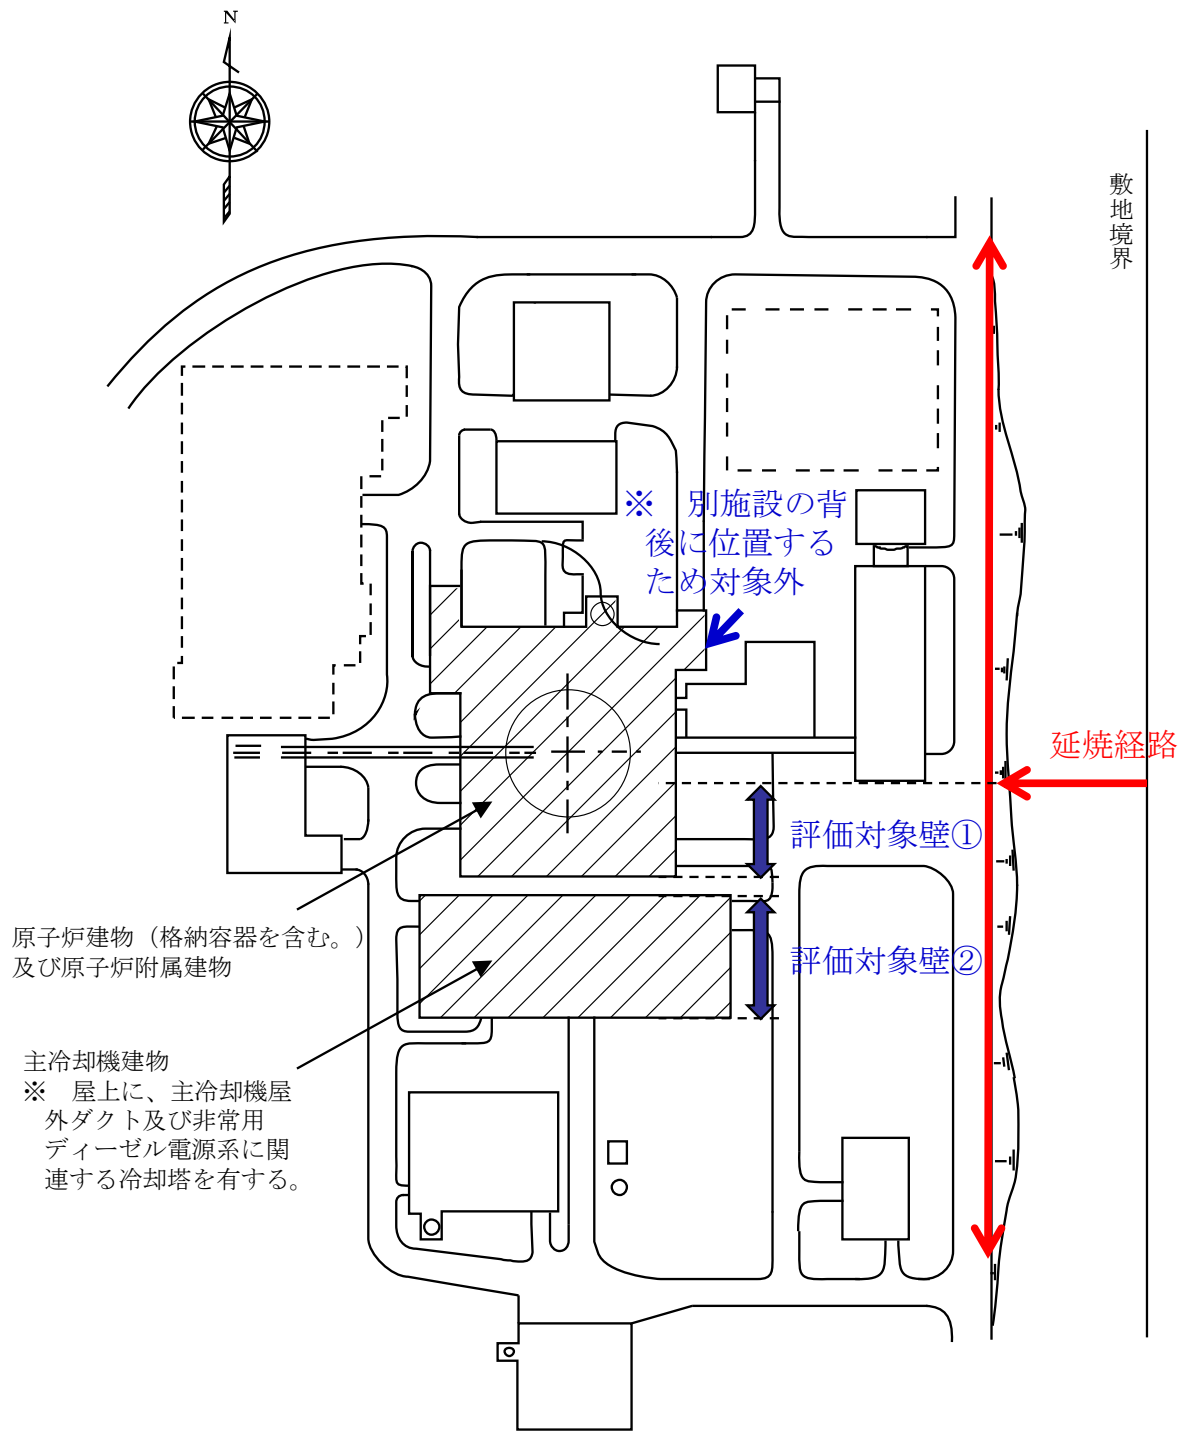 N
敷地境界
※　別施設の背
後に位置する
ため対象外
延焼経路
評価対象壁①
原子炉建物（格納容器を含む。）
及び原子炉附属建物
評価対象壁②
主冷却機建物
※　屋上に、主冷却機屋
外ダクト及び非常用
ディーゼル電源系に関
連する冷却塔を有する。